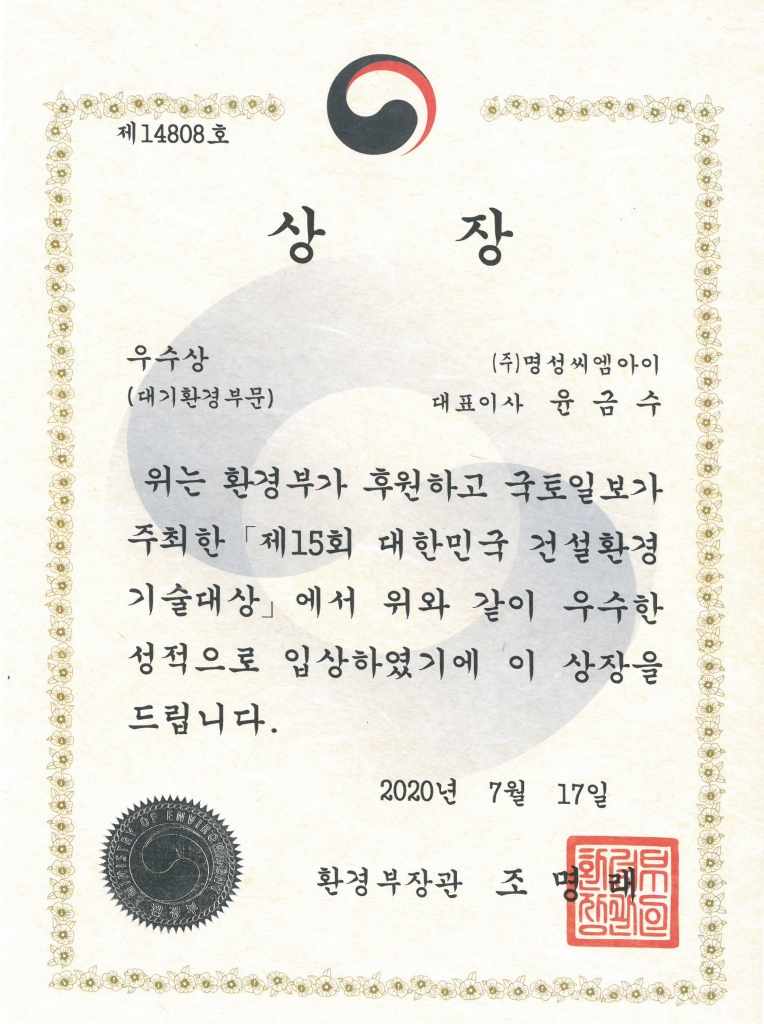 제14808호
상 장
우수상
(주)명성씨엠아이
(대기환경부문)
대표이사 윤 금 수
위는 환경부가 후원하고 국토일보가
주최한「제15회 대한민국 건설환경
기술대상」에서 위와 같이 우수한
성적으로 입상하였기에 이 상장을
드립니다.
2020년 7월 17일
MINISTRY OF ENVIRONMENT
환경부장관 조 명 래